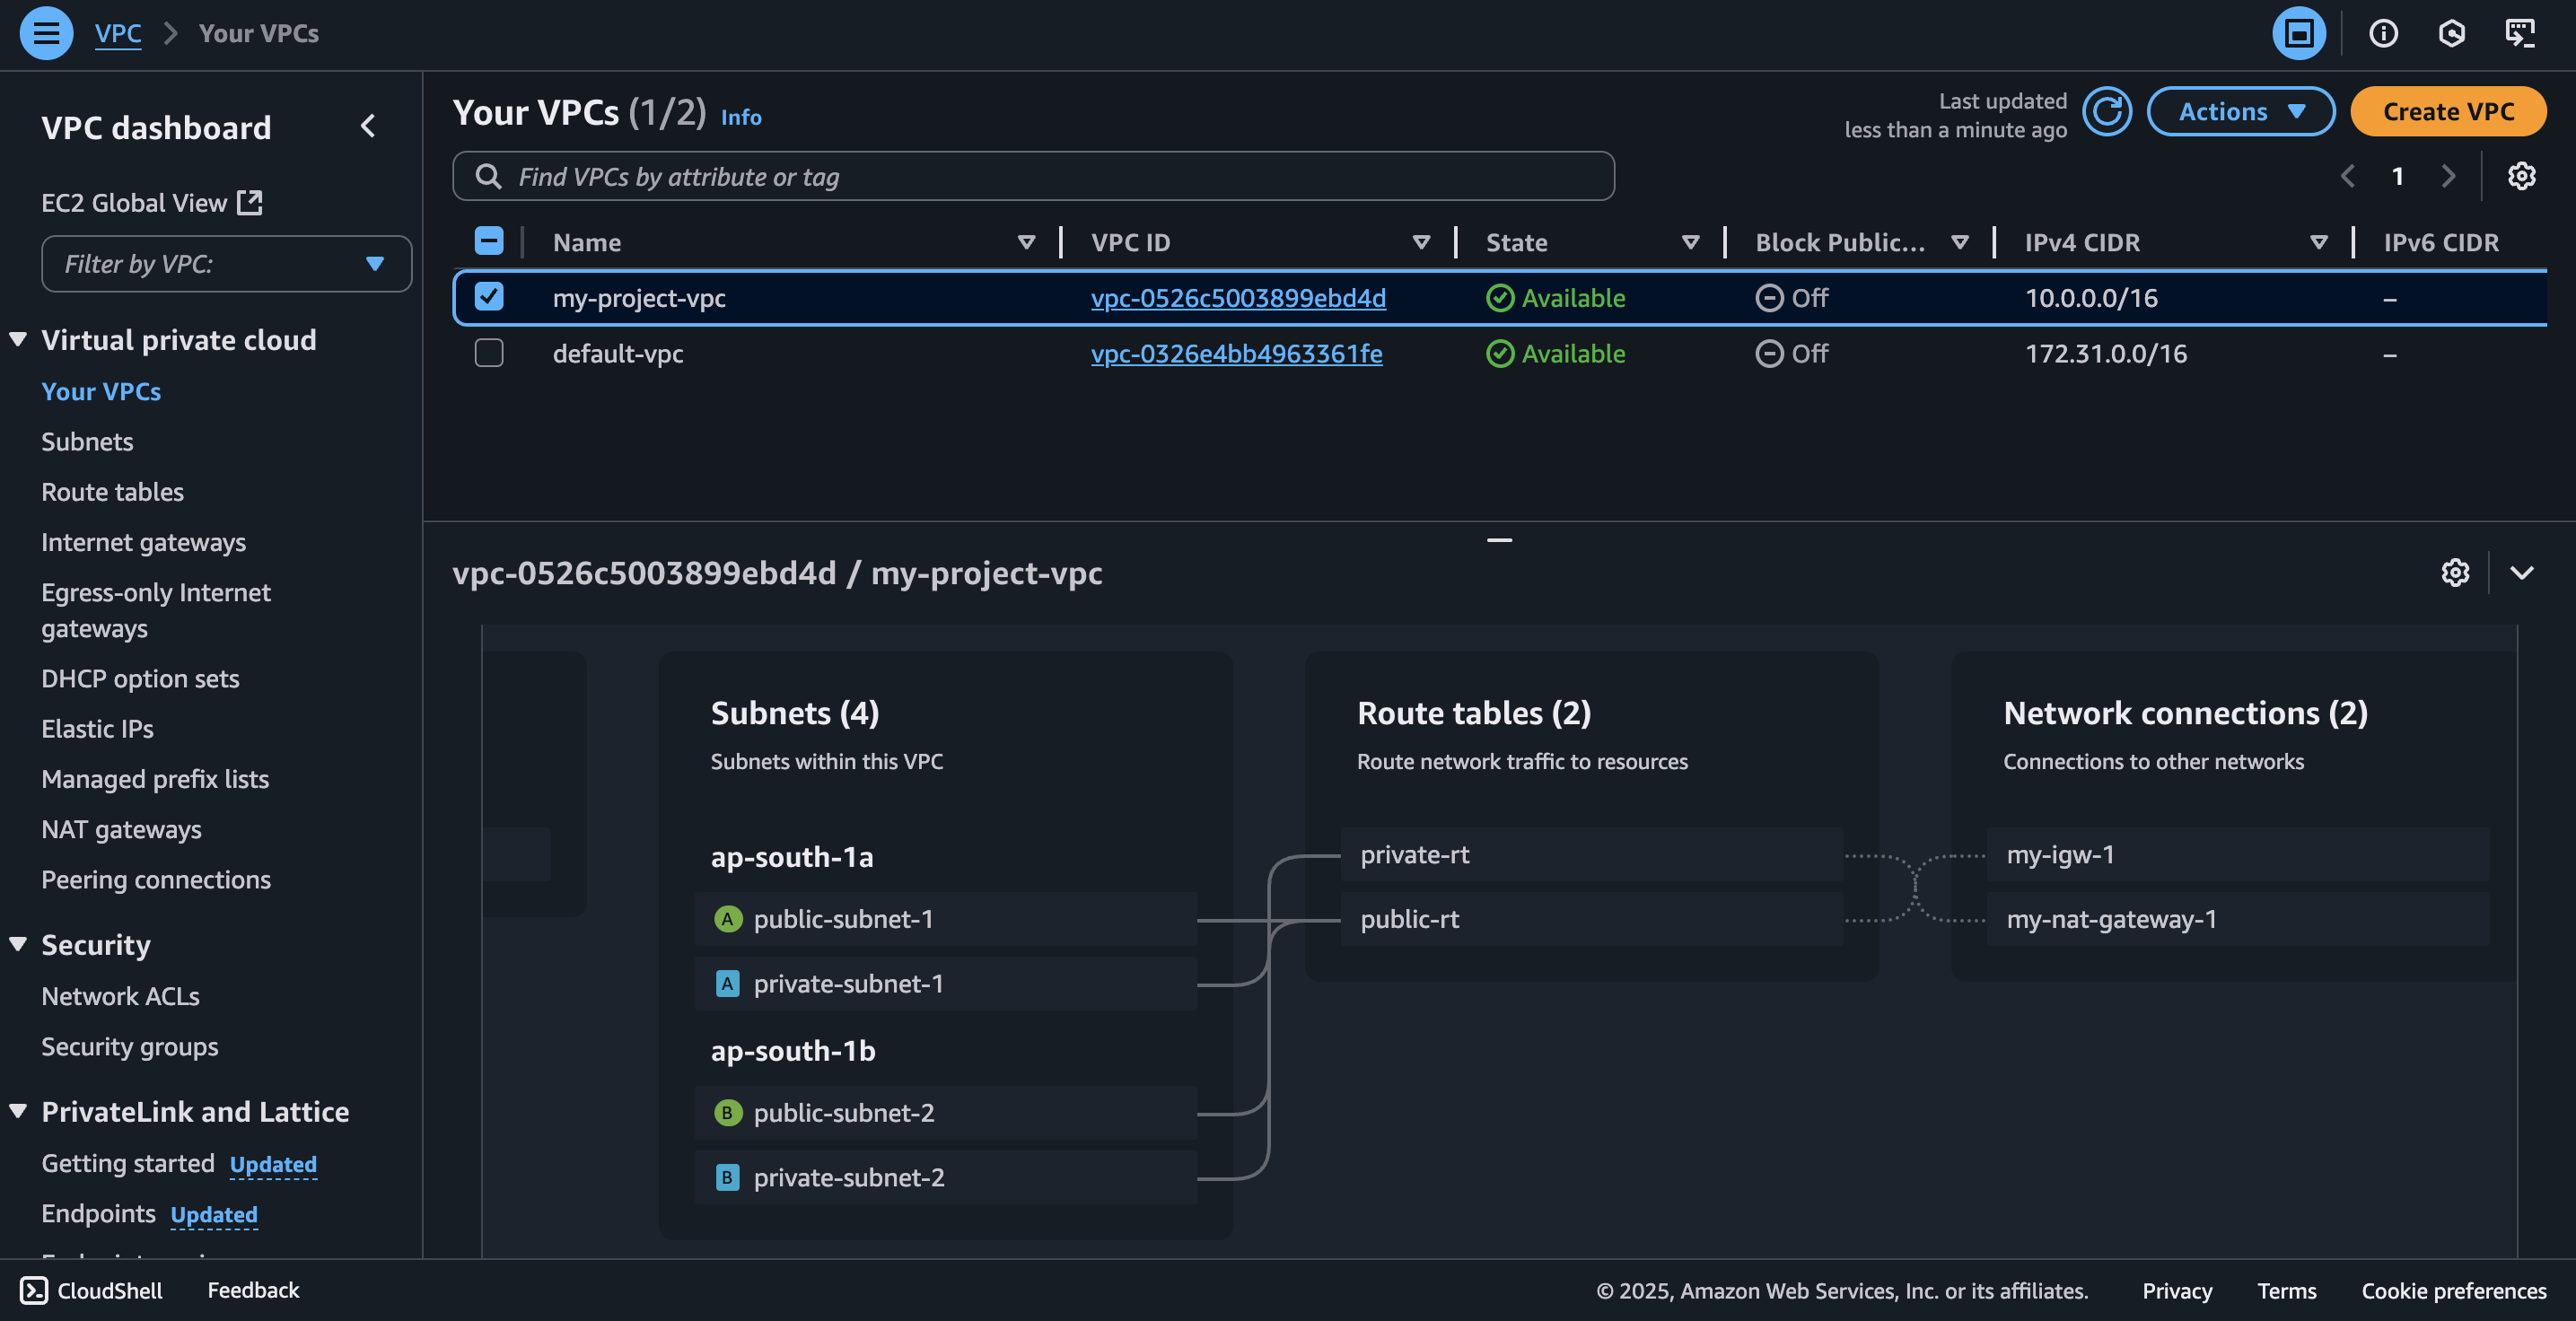 VPC > Your VPCs
VPC dashboard
EC2 Global View
Filter by VPC:
Virtual private cloud
Your VPCs
Subnets
Route tables
Internet gateways
Egress-only Internet
gateways
DHCP option sets
Elastic IPs
Managed prefix lists
NAT gateways
Peering connections
Security
Network ACLs
Security groups
PrivateLink and Lattice
Getting started Updated
Endpoints Updated
Your VPCs (1/2) Info
Last updated
less than a minute ago
Actions
Create VPC
Find VPCs by attribute or tag
1
Name VPC ID State Block Public... IPv4 CIDR IPv6 CIDR
my-project-vpc vpc-0526c5003899ebd4d Available Off 10.0.0.0/16 –
default-vpc vpc-0326e4bb4963361fe Available Off 172.31.0.0/16 –
vpc-0526c5003899ebd4d / my-project-vpc
Subnets (4)
Subnets within this VPC
ap-south-1a
A public-subnet-1
A private-subnet-1
ap-south-1b
B public-subnet-2
B private-subnet-2
Route tables (2)
Route network traffic to resources
private-rt
public-rt
Network connections (2)
Connections to other networks
my-igw-1
my-nat-gateway-1
CloudShell Feedback © 2025, Amazon Web Services, Inc. or its affiliates. Privacy Terms Cookie preferences